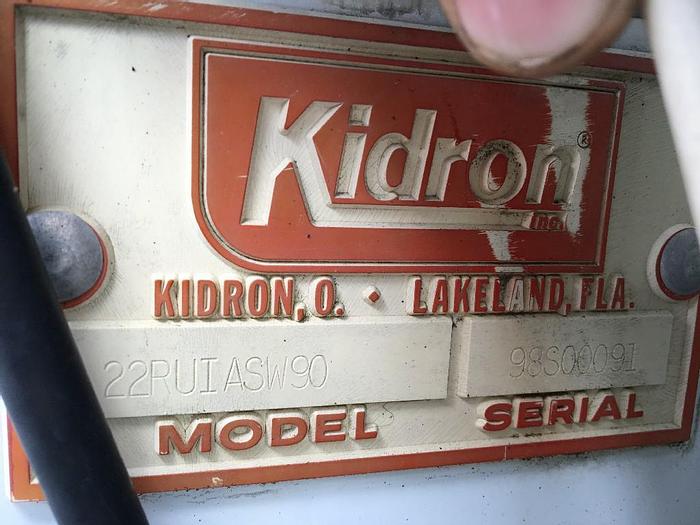 Kidron®
inc.
KIDRON, O. • LAKELAND, FLA.
22RUIASW90 98S00091
MODEL SERIAL